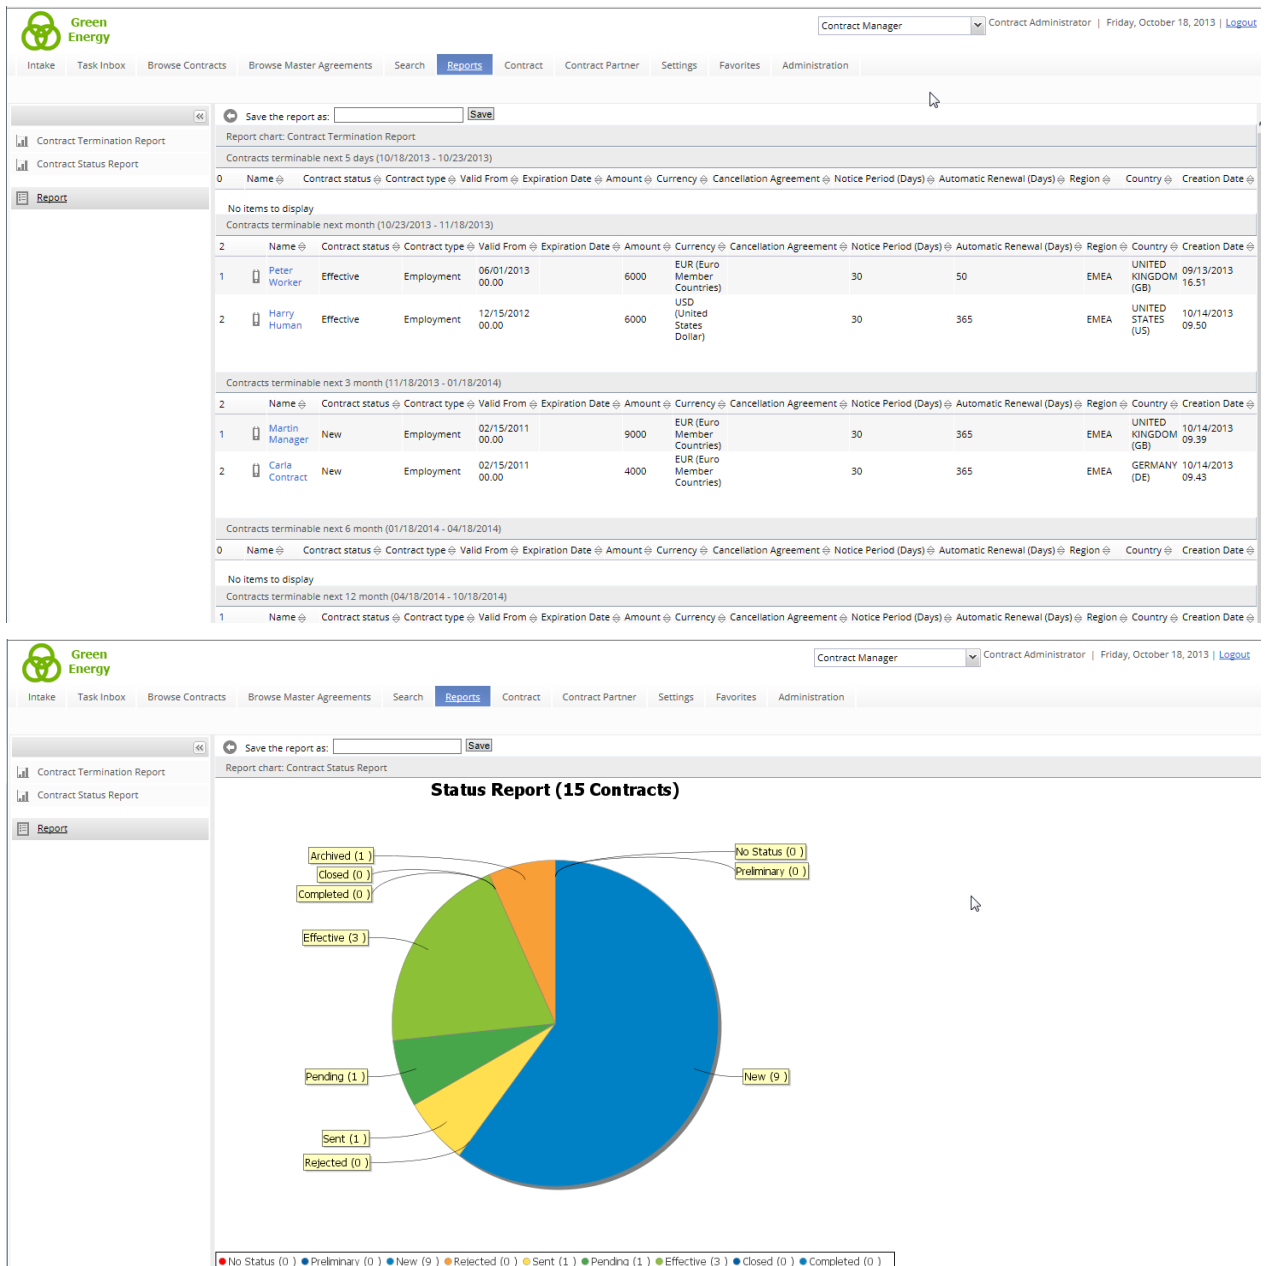 Green
Energy
Contract Manager
Contract Administrator | Friday, October 18, 2013 | Logout
Intake Task Inbox Browse Contracts Browse Master Agreements Search Reports Contract Contract Partner Settings Favorites Administration
Save the report as: Save
Contract Termination Report
Contract Status Report
Report
Report chart: Contract Termination Report
Contracts terminable next 5 days (10/18/2013 - 10/23/2013)
0 Name Contract status Contract type Valid From Expiration Date Amount Currency Cancellation Agreement Notice Period (Days) Automatic Renewal (Days) Region Country Creation Date
No items to display
Contracts terminable next month (10/23/2013 - 11/18/2013)
2 Name Contract status Contract type Valid From Expiration Date Amount Currency Cancellation Agreement Notice Period (Days) Automatic Renewal (Days) Region Country Creation Date
1 Peter Worker Effective Employment 06/01/2013 00.00 6000 EUR (Euro Member Countries) 30 50 EMEA UNITED KINGDOM (GB) 09/13/2013 16.51
2 Harry Human Effective Employment 12/15/2012 00.00 6000 USD (United States Dollar) 30 365 EMEA UNITED STATES (US) 10/14/2013 09.50
Contracts terminable next 3 month (11/18/2013 - 01/18/2014)
2 Name Contract status Contract type Valid From Expiration Date Amount Currency Cancellation Agreement Notice Period (Days) Automatic Renewal (Days) Region Country Creation Date
1 Martin Manager New Employment 02/15/2011 00.00 9000 EUR (Euro Member Countries) 30 365 EMEA UNITED KINGDOM (GB) 10/14/2013 09.39
2 Carla Contract New Employment 02/15/2011 00.00 4000 EUR (Euro Member Countries) 30 365 EMEA GERMANY (DE) 10/14/2013 09.43
Contracts terminable next 6 month (01/18/2014 - 04/18/2014)
0 Name Contract status Contract type Valid From Expiration Date Amount Currency Cancellation Agreement Notice Period (Days) Automatic Renewal (Days) Region Country Creation Date
No items to display
Contracts terminable next 12 month (04/18/2014 - 10/18/2014)
1 Name Contract status Contract type Valid From Expiration Date Amount Currency Cancellation Agreement Notice Period (Days) Automatic Renewal (Days) Region Country Creation Date
Green
Energy
Contract Manager
Contract Administrator | Friday, October 18, 2013 | Logout
Intake Task Inbox Browse Contracts Browse Master Agreements Search Reports Contract Contract Partner Settings Favorites Administration
Save the report as: Save
Contract Termination Report
Contract Status Report
Report
Report chart: Contract Status Report
Status Report (15 Contracts)
No Status (0 )
Archived (1 )
Preliminary (0 )
Closed (0 )
Completed (0 )
Effective (3 )
Pending (1 )
New (9 )
Sent (1 )
Rejected (0 )
No Status (0 ) Preliminary (0 ) New (9 ) Rejected (0 ) Sent (1 ) Pending (1 ) Effective (3 ) Closed (0 ) Completed (0 )